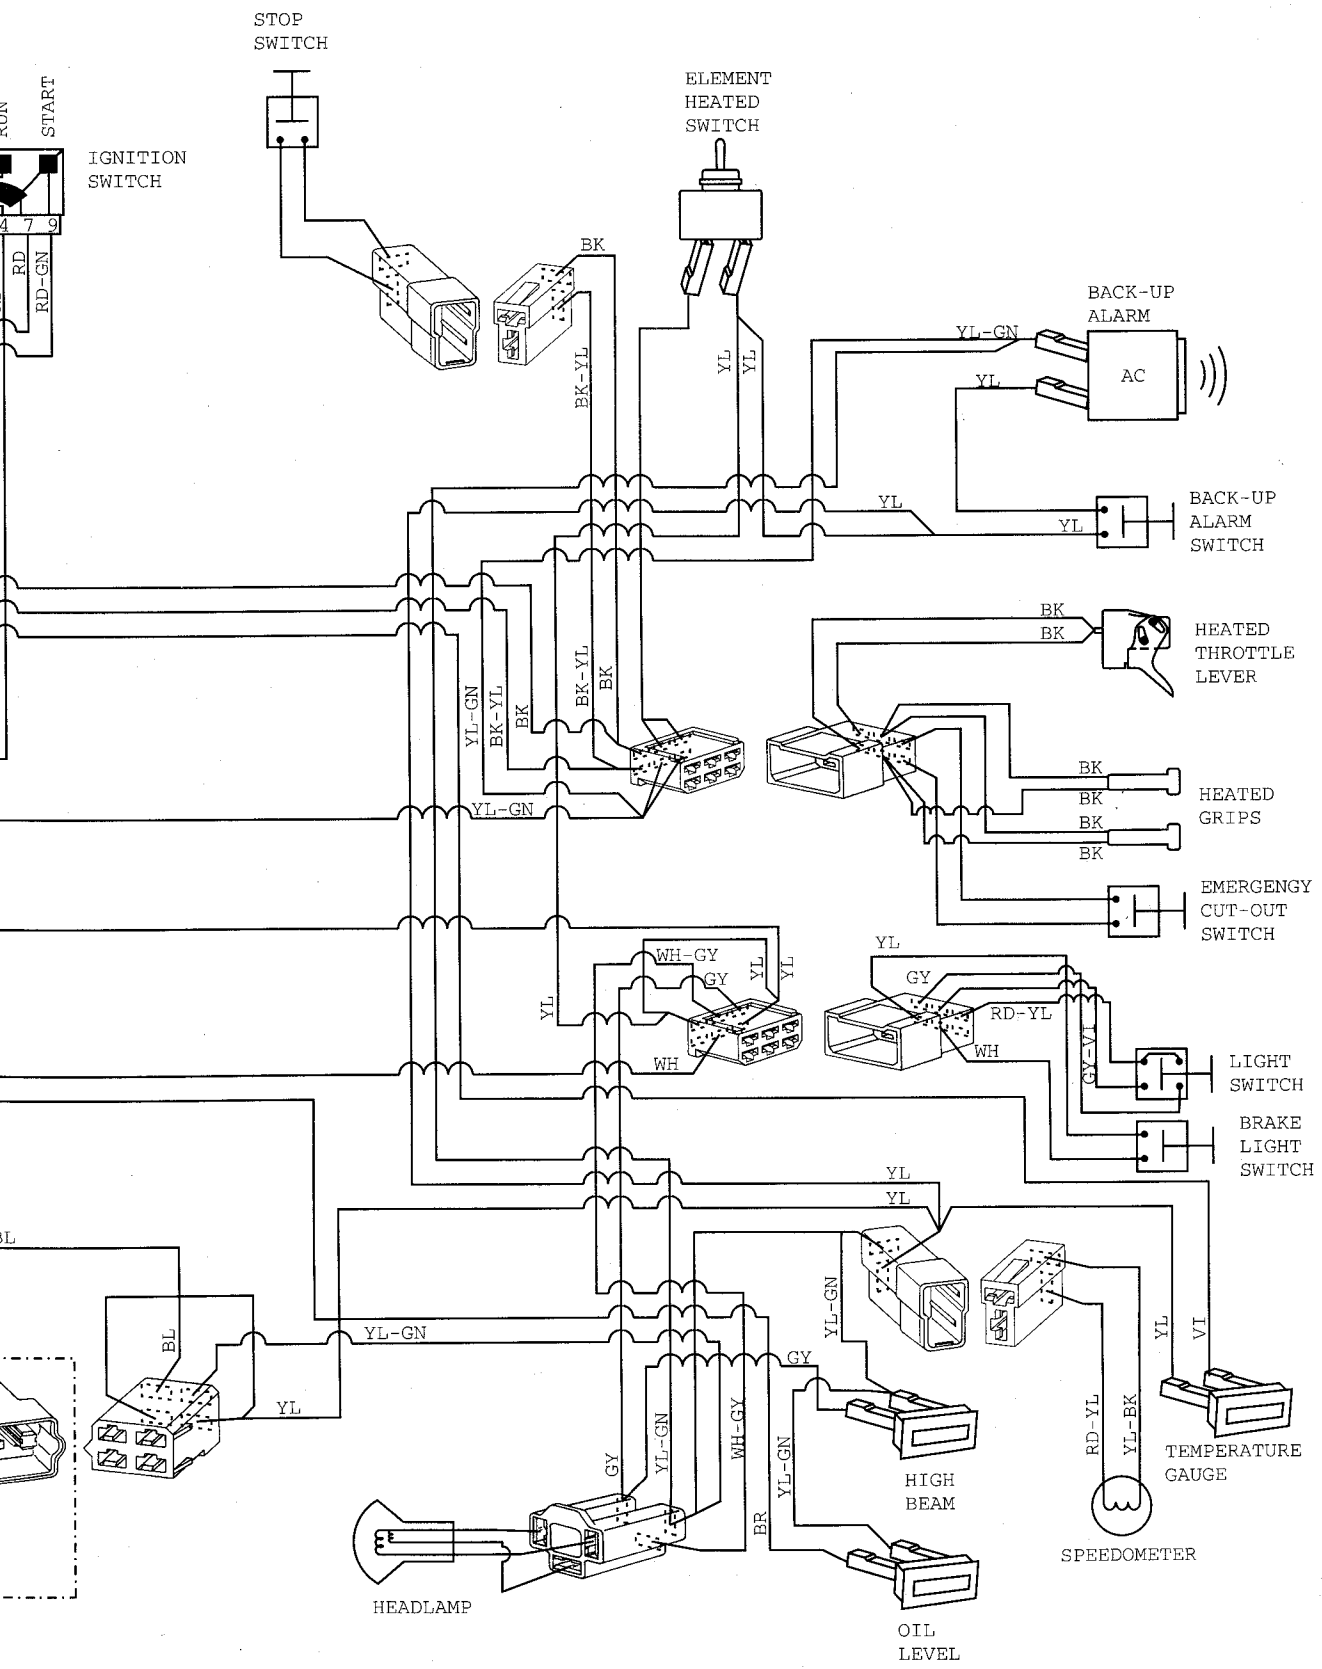 STOP
SWITCH
ELEMENT
HEATED
SWITCH
RUN
START
IGNITION
SWITCH
4 7 9
RD
RD-GN
BK
BK-YL
YL
YL
BACK-UP
ALARM
YL-GN
AC
YL
YL
YL
BACK-UP
ALARM
SWITCH
BK
BK
HEATED
THROTTLE
LEVER
YL-GN
BK-YL
BK
BK-YL
BK
YL-GN
BK
BK
BK
BK
HEATED
GRIPS
EMERGENGY
CUT-OUT
SWITCH
WH-GY
GY
YL
YL
YL
WH
YL
GY
RD-YL
WH
GY-VI
LIGHT
SWITCH
BRAKE
LIGHT
SWITCH
YL
YL
BL
BL
YL-GN
YL
YL-GN
GY
YL
VI
RD-YL
YL-BK
TEMPERATURE
GAUGE
GY
YL-GN
WH-GY
BR
YL-GN
HIGH
BEAM
SPEEDOMETER
HEADLAMP
OIL
LEVEL